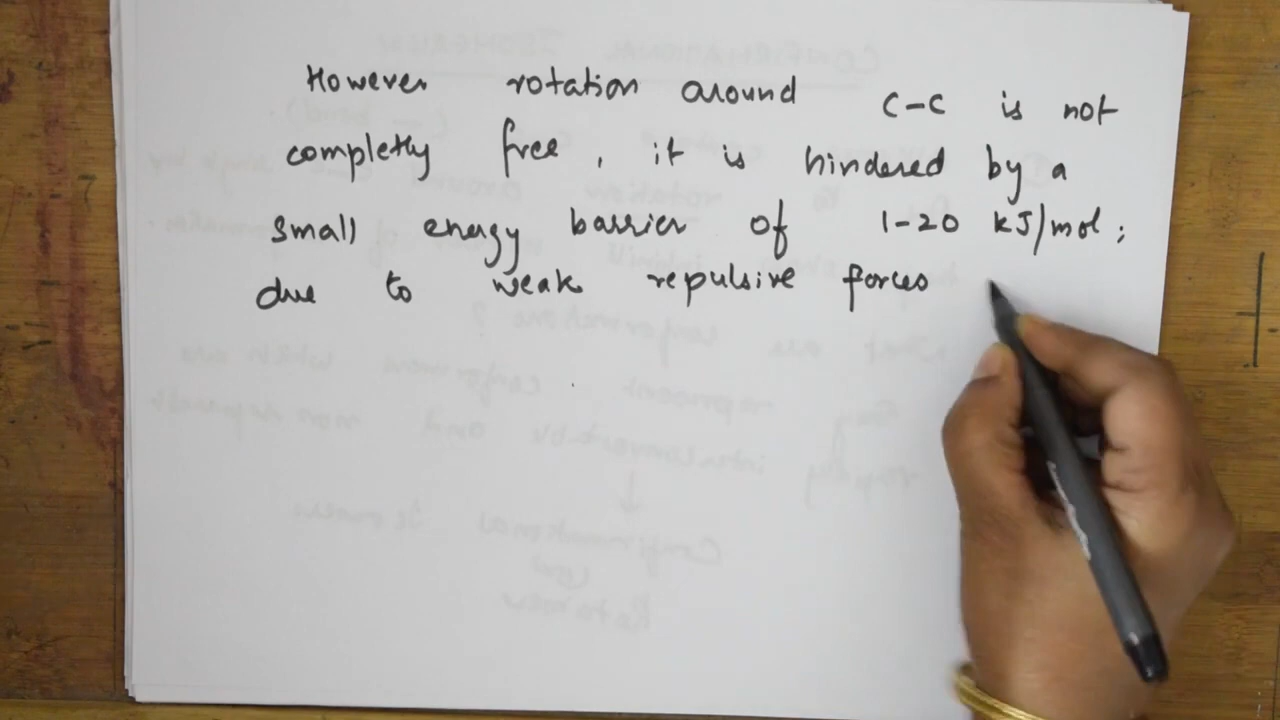 However rotation around C-C is not
completly free, it is hindered by a
small energy barrier of 1-20 kJ/mol;
due to weak repulsive forces